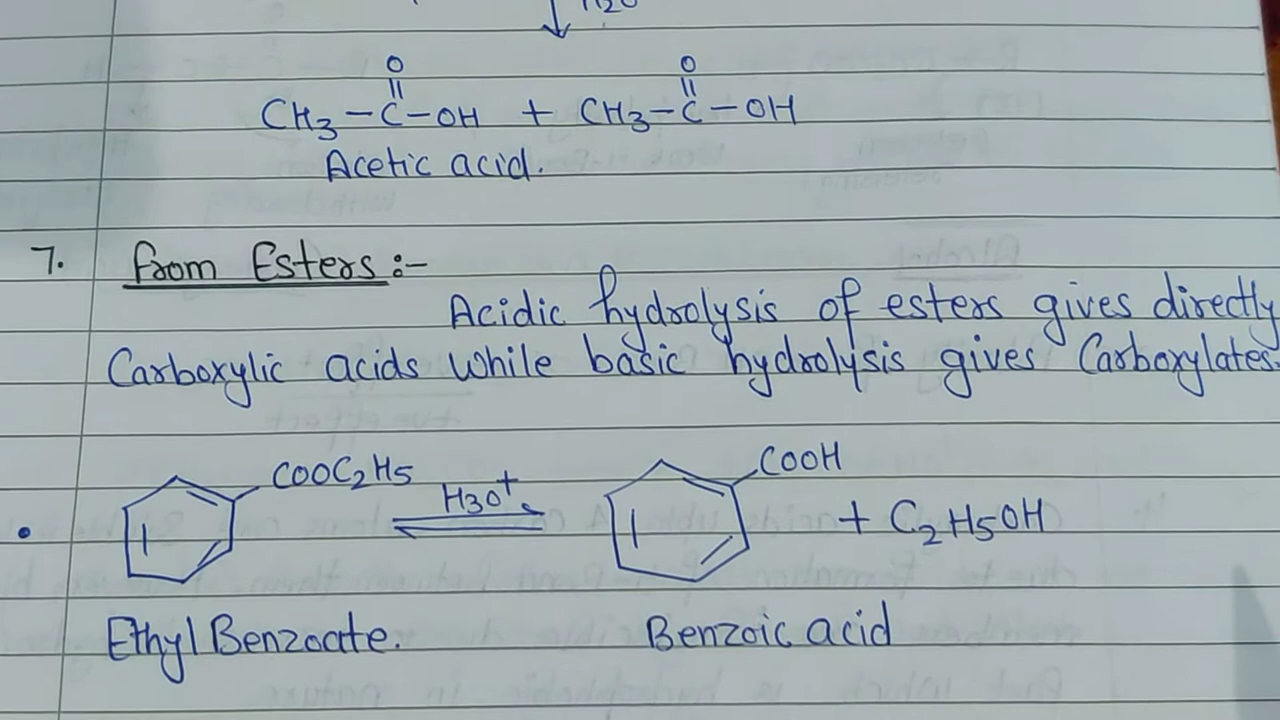 H2O
O O
CH3-C-OH + CH3-C-OH
Acetic acid.
7. From Esters :-
Acidic hydrolysis of esters gives directly
Carboxylic acids while basic hydrolysis gives Carboxylates.
COOC2H5 H3O+ COOH
+ C2H5OH
Ethyl Benzoate. Benzoic acid